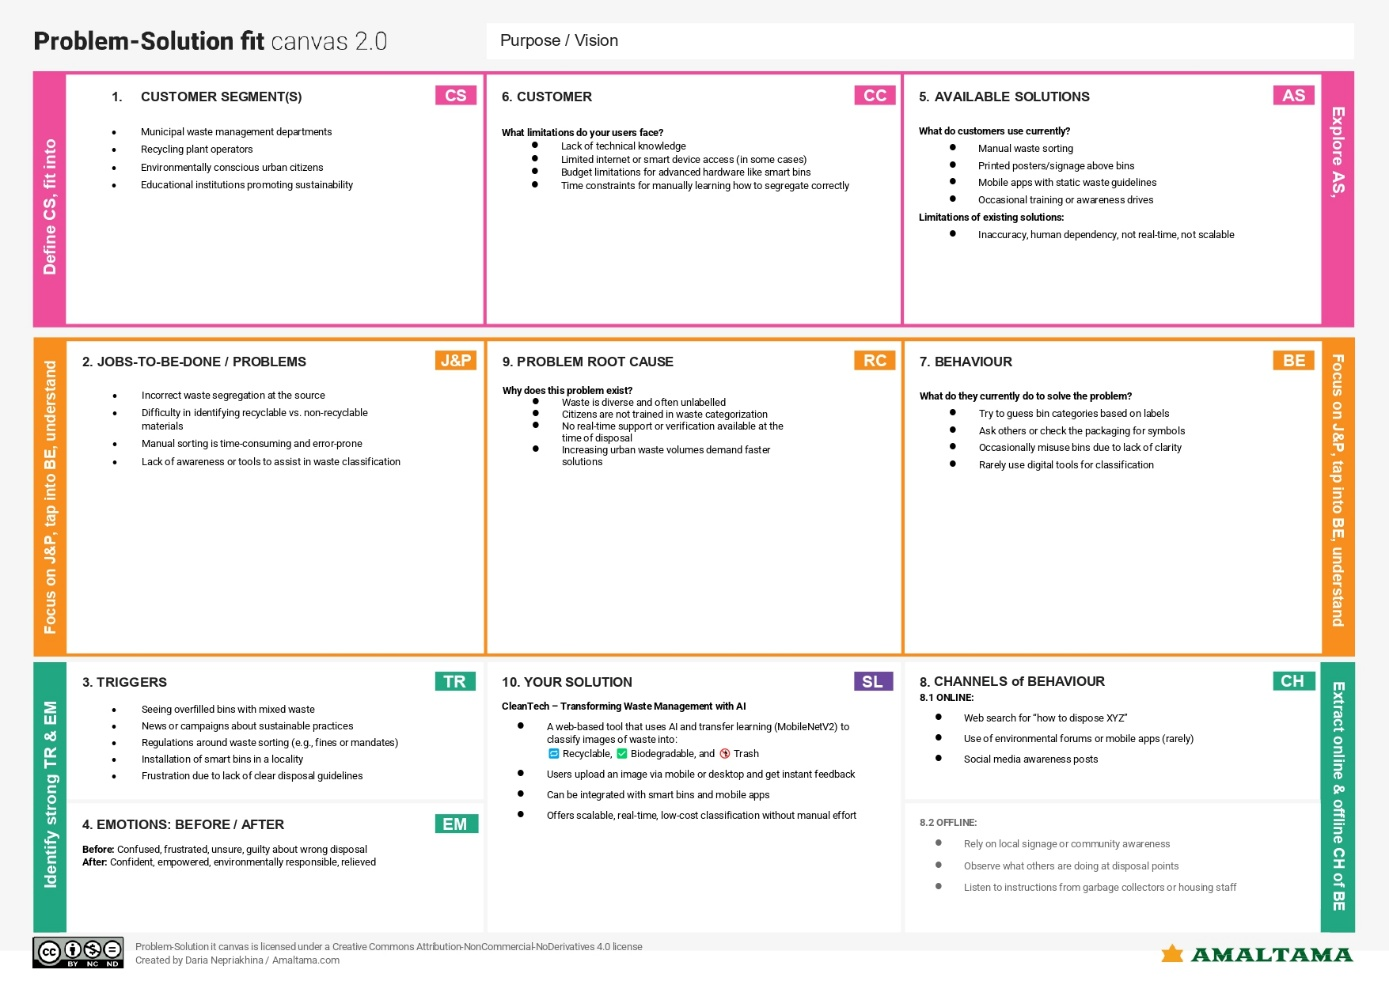 Problem-Solution fit canvas 2.0
Purpose / Vision
Define CS, fit into
1. CUSTOMER SEGMENT(S)
CS
• Municipal waste management departments
• Recycling plant operators
• Environmentally conscious urban citizens
• Educational institutions promoting sustainability
6. CUSTOMER
CC
What limitations do your users face?
● Lack of technical knowledge
● Limited internet or smart device access (in some cases)
● Budget limitations for advanced hardware like smart bins
● Time constraints for manually learning how to segregate correctly
5. AVAILABLE SOLUTIONS
AS
What do customers use currently?
● Manual waste sorting
● Printed posters/signage above bins
● Mobile apps with static waste guidelines
● Occasional training or awareness drives
Limitations of existing solutions:
● Inaccuracy, human dependency, not real-time, not scalable
Explore AS,
Focus on J&P, tap into BE, understand
2. JOBS-TO-BE-DONE / PROBLEMS
J&P
• Incorrect waste segregation at the source
• Difficulty in identifying recyclable vs. non-recyclable
materials
• Manual sorting is time-consuming and error-prone
• Lack of awareness or tools to assist in waste classification
9. PROBLEM ROOT CAUSE
RC
Why does this problem exist?
● Waste is diverse and often unlabelled
● Citizens are not trained in waste categorization
● No real-time support or verification available at the
time of disposal
● Increasing urban waste volumes demand faster
solutions
7. BEHAVIOUR
BE
What do they currently do to solve the problem?
● Try to guess bin categories based on labels
● Ask others or check the packaging for symbols
● Occasionally misuse bins due to lack of clarity
● Rarely use digital tools for classification
Focus on J&P, tap into BE, understand
Identify strong TR & EM
3. TRIGGERS
TR
• Seeing overfilled bins with mixed waste
• News or campaigns about sustainable practices
• Regulations around waste sorting (e.g., fines or mandates)
• Installation of smart bins in a locality
• Frustration due to lack of clear disposal guidelines
4. EMOTIONS: BEFORE / AFTER
EM
Before: Confused, frustrated, unsure, guilty about wrong disposal
After: Confident, empowered, environmentally responsible, relieved
10. YOUR SOLUTION
SL
CleanTech – Transforming Waste Management with AI
● A web-based tool that uses AI and transfer learning (MobileNetV2) to
classify images of waste into:
Recyclable, ✅ Biodegradable, and 🚯 Trash
● Users upload an image via mobile or desktop and get instant feedback
● Can be integrated with smart bins and mobile apps
● Offers scalable, real-time, low-cost classification without manual effort
8. CHANNELS of BEHAVIOUR
CH
8.1 ONLINE:
● Web search for “how to dispose XYZ”
● Use of environmental forums or mobile apps (rarely)
● Social media awareness posts
8.2 OFFLINE:
● Rely on local signage or community awareness
● Observe what others are doing at disposal points
● Listen to instructions from garbage collectors or housing staff
Extract online & offline CH of BE
cc BY NC ND
Problem-Solution it canvas is licensed under a Creative Commons Attribution-NonCommercial-NoDerivatives 4.0 license
Created by Daria Nepriakhina / Amaltama.com
AMALTAMA